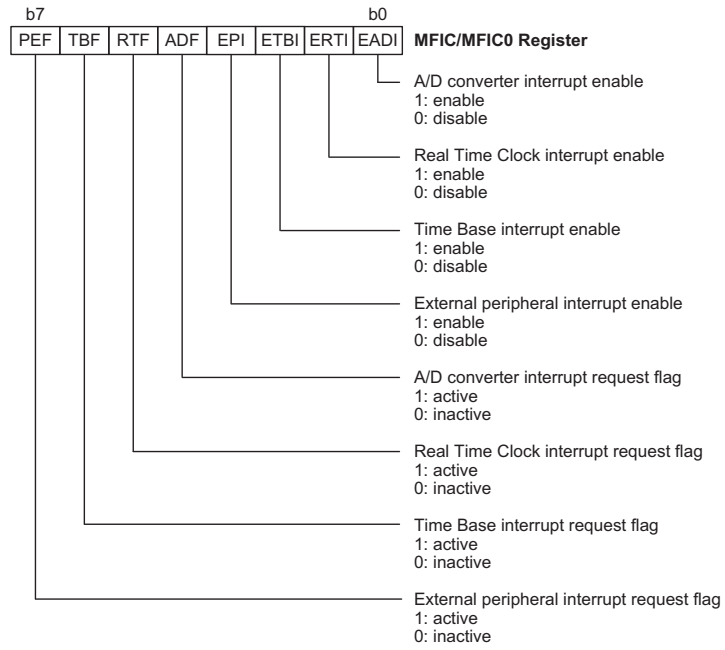 b7 b0
PEF TBF RTF ADF EPI ETBI ERTI EADI MFIC/MFIC0 Register
A/D converter interrupt enable
1: enable
0: disable
Real Time Clock interrupt enable
1: enable
0: disable
Time Base interrupt enable
1: enable
0: disable
External peripheral interrupt enable
1: enable
0: disable
A/D converter interrupt request flag
1: active
0: inactive
Real Time Clock interrupt request flag
1: active
0: inactive
Time Base interrupt request flag
1: active
0: inactive
External peripheral interrupt request flag
1: active
0: inactive